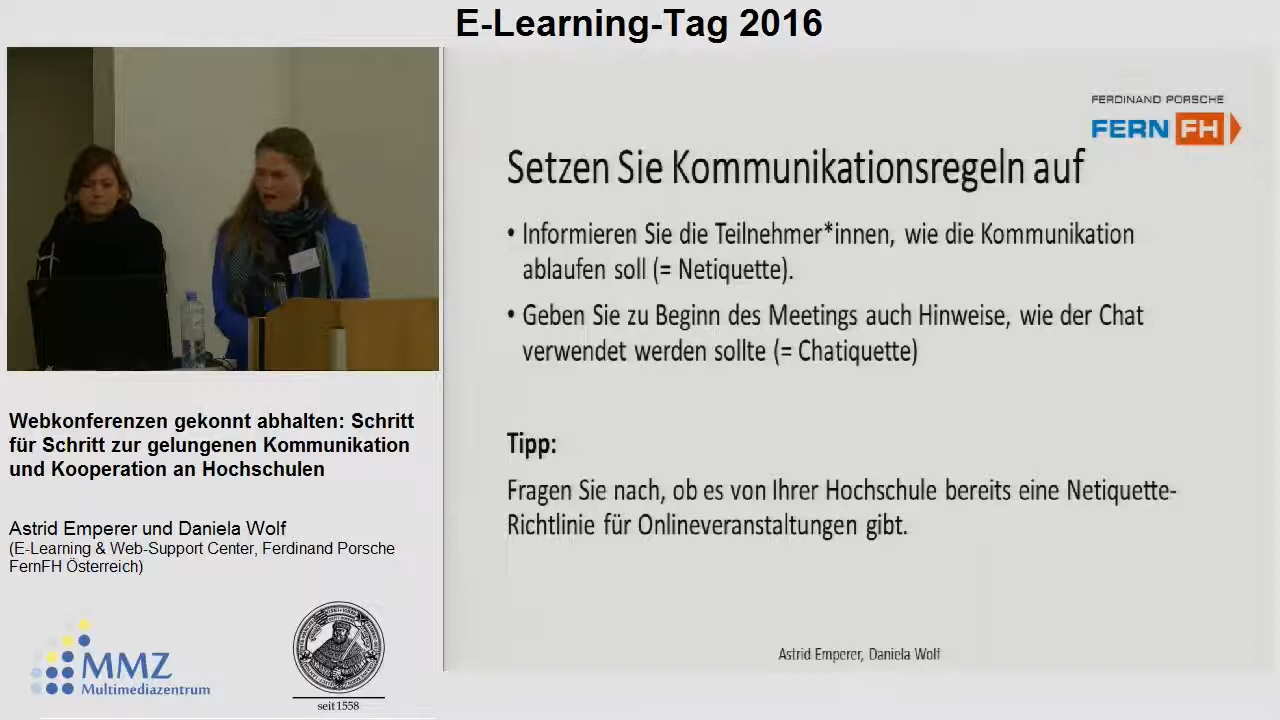 E-Learning-Tag 2016
FERDINAND PORSCHE
FERN FH
Setzen Sie Kommunikationsregeln auf
• Informieren Sie die Teilnehmer*innen, wie die Kommunikation
ablaufen soll (= Netiquette).
• Geben Sie zu Beginn des Meetings auch Hinweise, wie der Chat
verwendet werden sollte (= Chatiquette)
Tipp:
Fragen Sie nach, ob es von Ihrer Hochschule bereits eine Netiquette-
Richtlinie für Onlineveranstaltungen gibt.
Astrid Emperer, Daniela Wolf
Webkonferenzen gekonnt abhalten: Schritt
für Schritt zur gelungenen Kommunikation
und Kooperation an Hochschulen
Astrid Emperer und Daniela Wolf
(E-Learning & Web-Support Center, Ferdinand Porsche
FernFH Österreich)
MMZ
Multimediazentrum
seit 1558